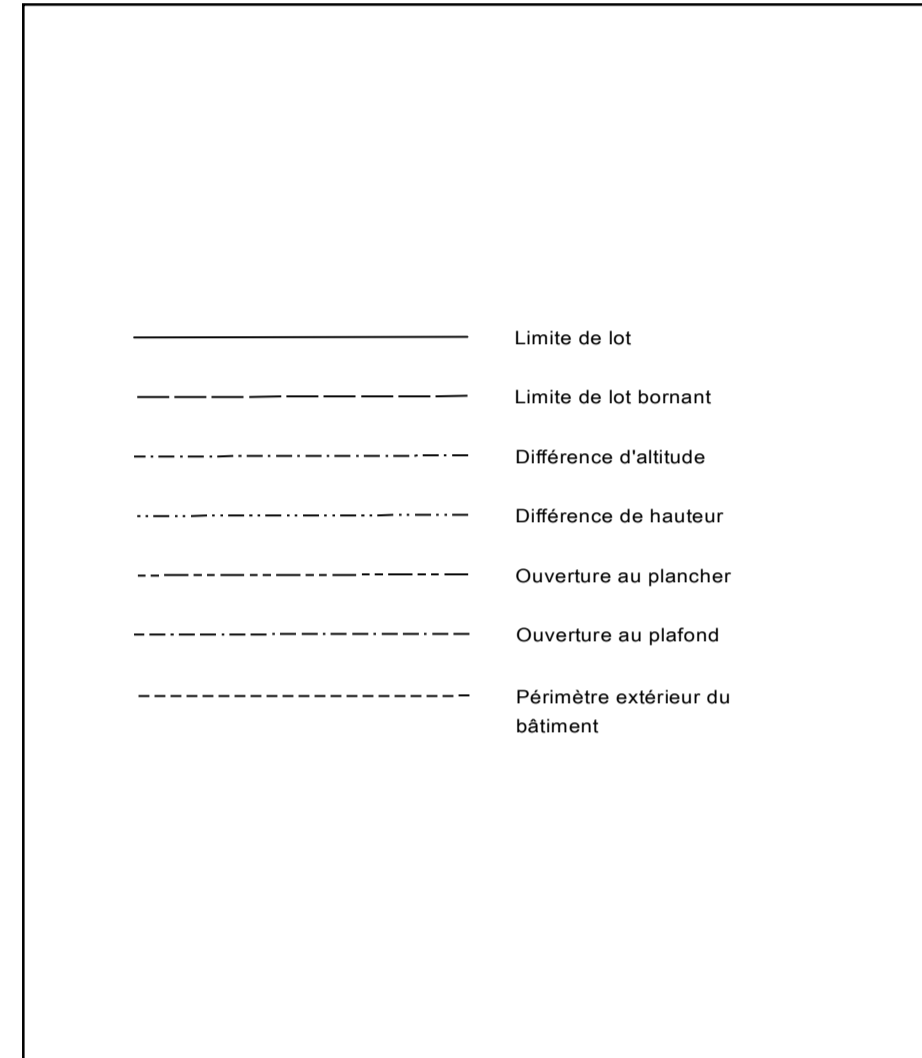 Limite de lot
Limite de lot bornant
Différence d'altitude
Différence de hauteur
Ouverture au plancher
Ouverture au plafond
Périmètre extérieur du
bâtiment